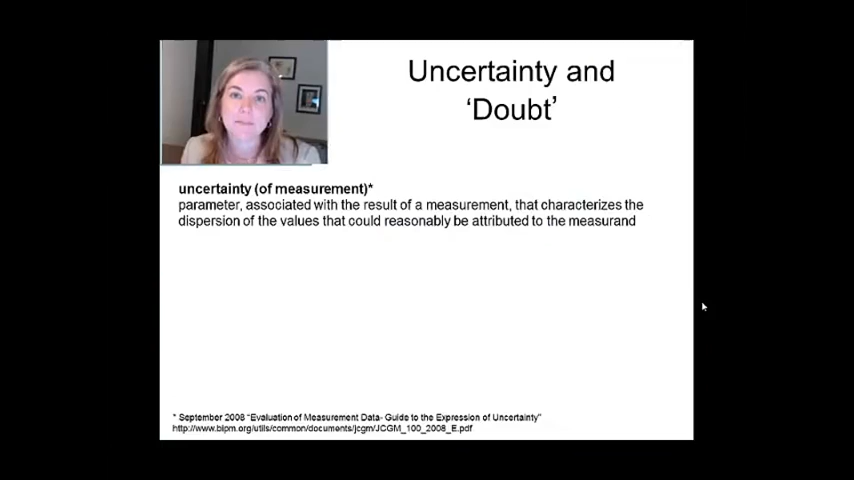 Uncertainty and
‘Doubt’
uncertainty (of measurement)*
parameter, associated with the result of a measurement, that characterizes the
dispersion of the values that could reasonably be attributed to the measurand
* September 2008 “Evaluation of Measurement Data- Guide to the Expression of Uncertainty”
http://www.bipm.org/utils/common/documents/jcgm/JCGM_100_2008_E.pdf